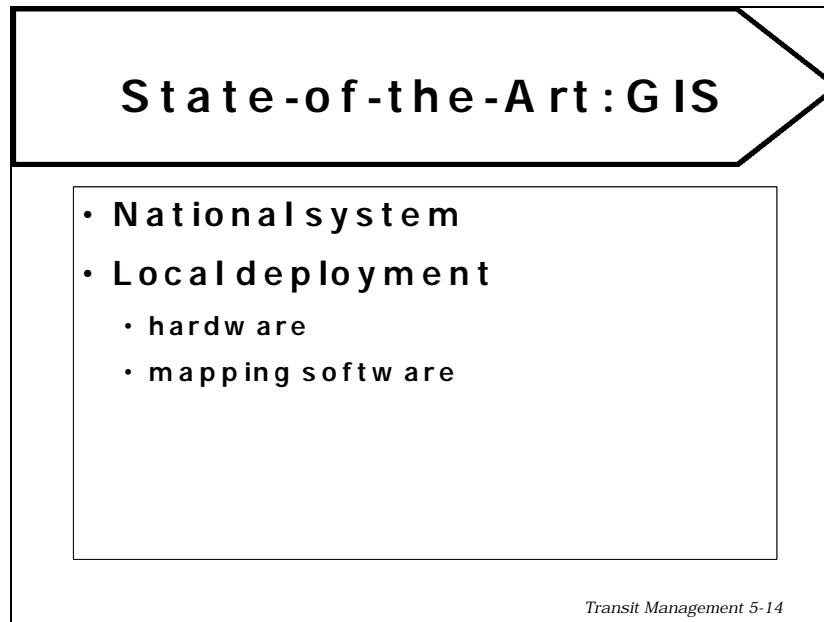 State-of-the-Art: GIS
• National system
• Local deployment
• hardware
• mapping software
Transit Management 5-14